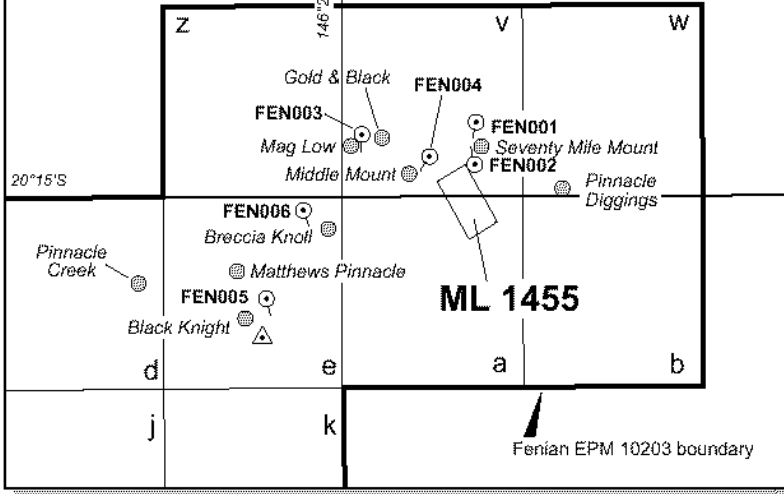 z
146°2
v
w
Gold & Black
FEN004
FEN003
FEN001
Mag Low
Seventy Mile Mount
FEN002
Middle Mount
20°15'S
Pinnacle
Diggings
FEN006
Breccia Knoll
Pinnacle
Creek
Matthews Pinnacle
FEN005
ML 1455
Black Knight
d
e
a
b
j
k
Fenian EPM 10203 boundary